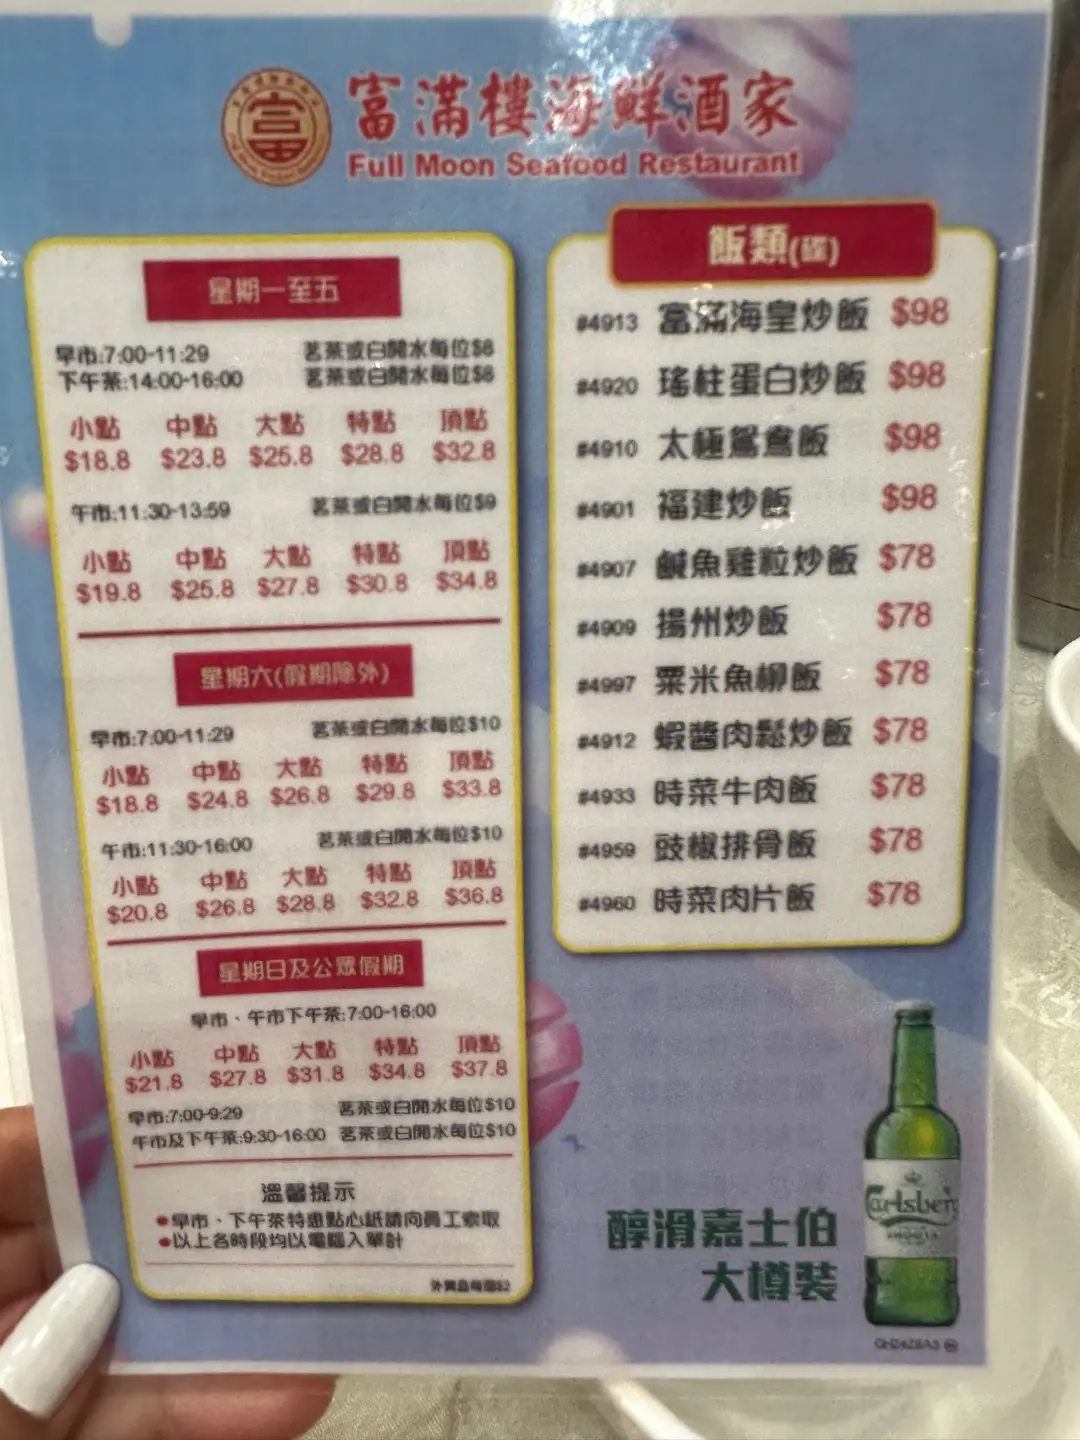 富滿樓海鮮酒家
Full Moon Seafood Restaurant
星期一至五
早市:7:00-11:29 茗茶或白開水每位$8
下午茶:14:00-16:00 茗茶或白開水每位$8
小點 中點 大點 特點 頂點
$18.8 $23.8 $25.8 $28.8 $32.8
午市:11:30-13:59 茗茶或白開水每位$9
小點 中點 大點 特點 頂點
$19.8 $25.8 $27.8 $30.8 $34.8
星期六(假期除外)
早市:7:00-11:29 茗茶或白開水每位$10
小點 中點 大點 特點 頂點
$18.8 $24.8 $26.8 $29.8 $33.8
午市:11:30-16:00 茗茶或白開水每位$10
小點 中點 大點 特點 頂點
$20.8 $26.8 $28.8 $32.8 $36.8
星期日及公眾假期
早市、午市下午茶:7:00-16:00
小點 中點 大點 特點 頂點
$21.8 $27.8 $31.8 $34.8 $37.8
早市:7:00-9:29 茗茶或白開水每位$10
午市及下午茶:9:30-16:00 茗茶或白開水每位$10
溫馨提示
●早市、下午茶特惠點心紙請向員工索取
●以上各時段均以電腦入單計
外賣盒每個$2
飯類(碟)
#4913 富滿海皇炒飯 $98
#4920 瑤柱蛋白炒飯 $98
#4910 太極鴛鴦飯 $98
#4901 福建炒飯 $98
#4907 鹹魚雞粒炒飯 $78
#4909 揚州炒飯 $78
#4997 粟米魚柳飯 $78
#4912 蝦醬肉鬆炒飯 $78
#4933 時菜牛肉飯 $78
#4959 豉椒排骨飯 $78
#4960 時菜肉片飯 $78
醇滑嘉士伯
大樽裝
Carlsberg